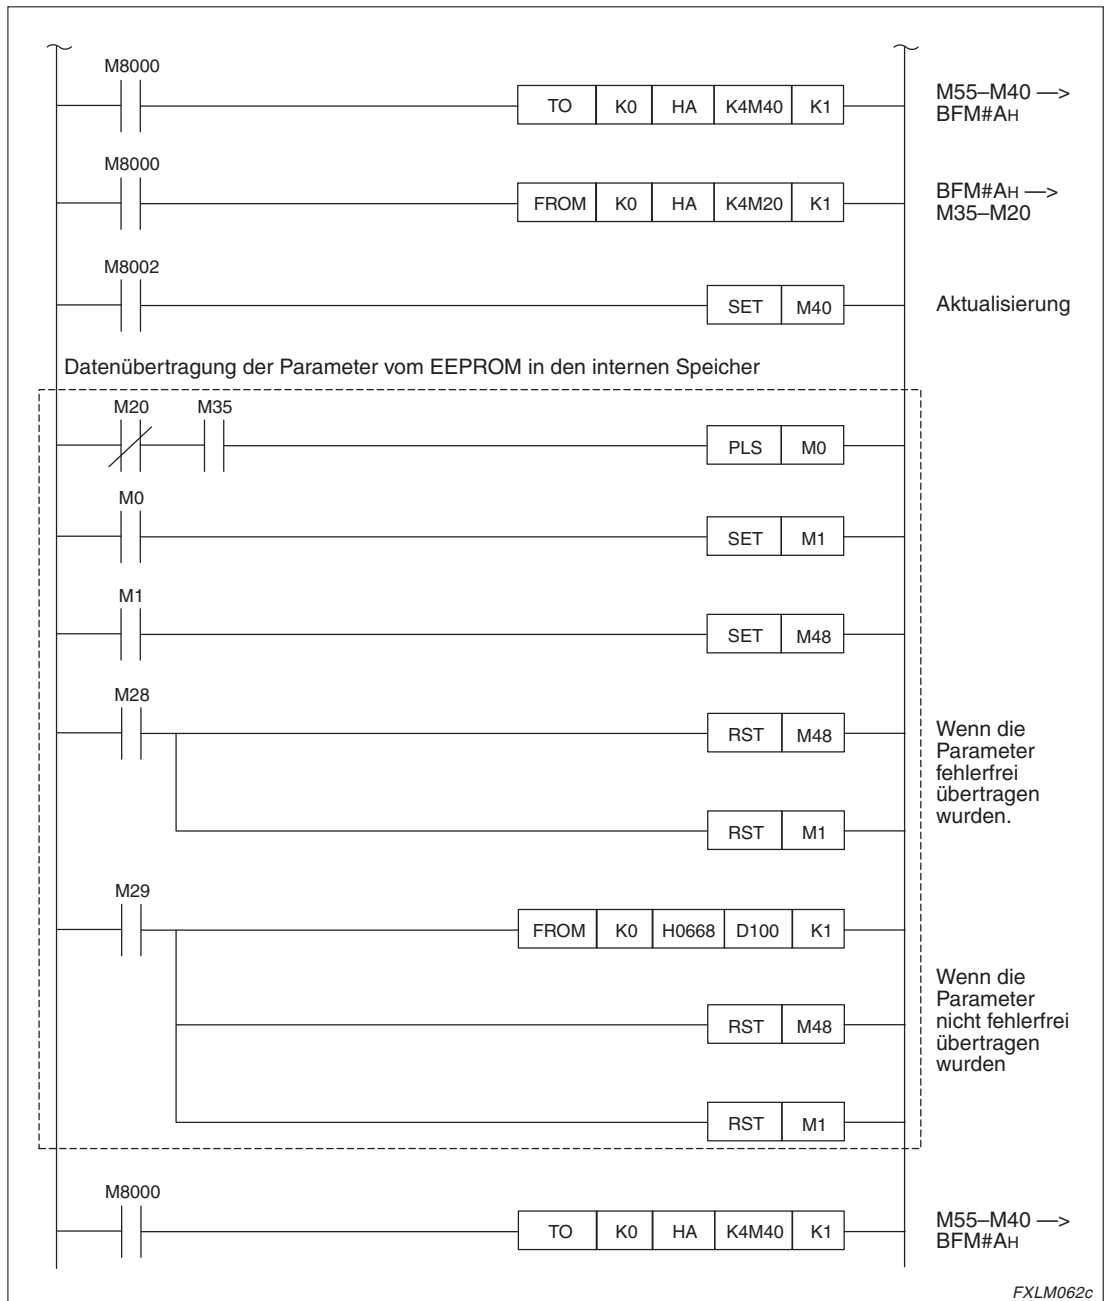 M8000
TO K0 HA K4M40 K1
M55–M40 —>
BFM#AH
M8000
FROM K0 HA K4M20 K1
BFM#AH —>
M35–M20
M8002
SET M40
Aktualisierung
Datenübertragung der Parameter vom EEPROM in den internen Speicher
M20 M35
PLS M0
M0
SET M1
M1
SET M48
M28
RST M48
Wenn die
Parameter
fehlerfrei
übertragen
wurden.
RST M1
M29
FROM K0 H0668 D100 K1
Wenn die
Parameter
nicht fehlerfrei
übertragen
wurden
RST M48
RST M1
M8000
TO K0 HA K4M40 K1
M55–M40 —>
BFM#AH
FXLM062c